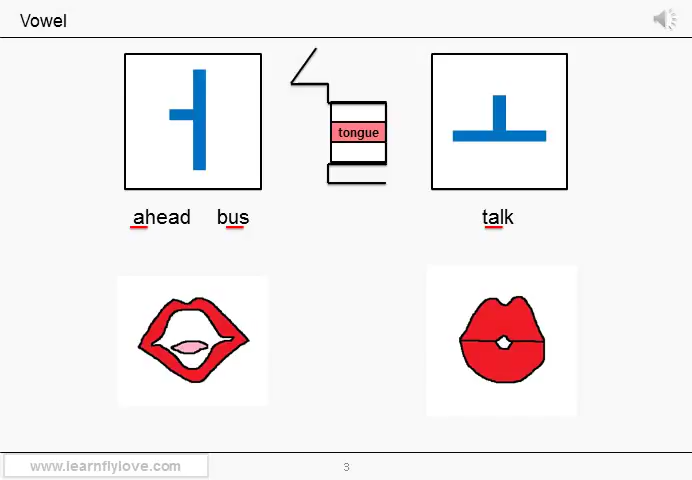 Vowel
ㅓ
tongue
ㅗ
ahead bus
talk
www.learnflylove.com
3